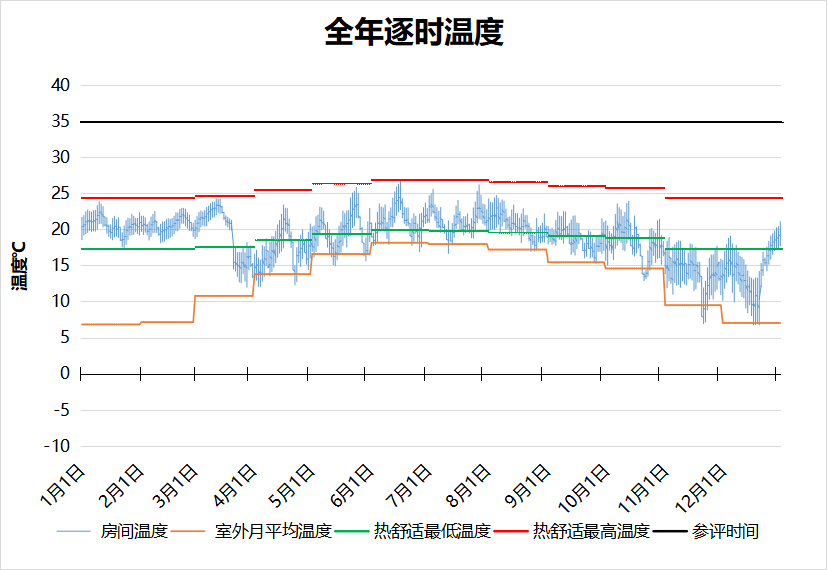 全年逐时温度
40
35
30
25
20
15
10
5
0
-5
-10
温度℃
1月1日
2月1日
3月1日
4月1日
5月1日
6月1日
7月1日
8月1日
9月1日
10月1日
11月1日
12月1日
房间温度 室外月平均温度 热舒适最低温度 热舒适最高温度 参评时间